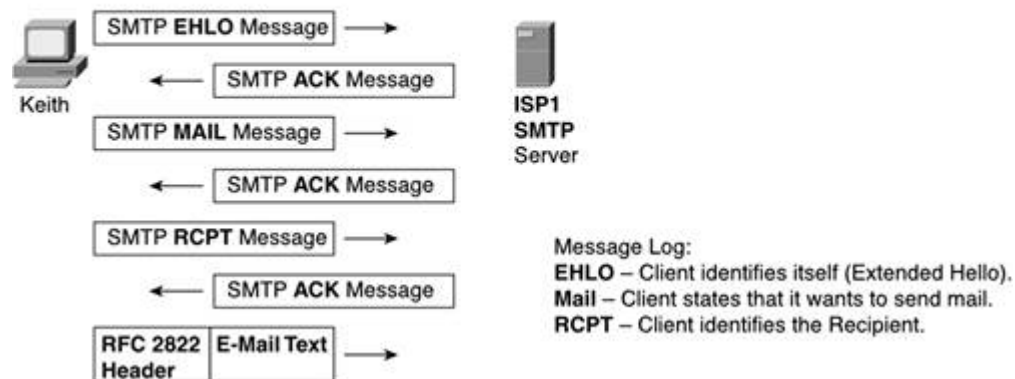 SMTP EHLO Message
SMTP ACK Message
Keith
ISP1
SMTP
Server
SMTP MAIL Message
SMTP ACK Message
SMTP RCPT Message
SMTP ACK Message
RFC 2822
Header
E-Mail Text
Message Log:
EHLO – Client identifies itself (Extended Hello).
Mail – Client states that it wants to send mail.
RCPT – Client identifies the Recipient.